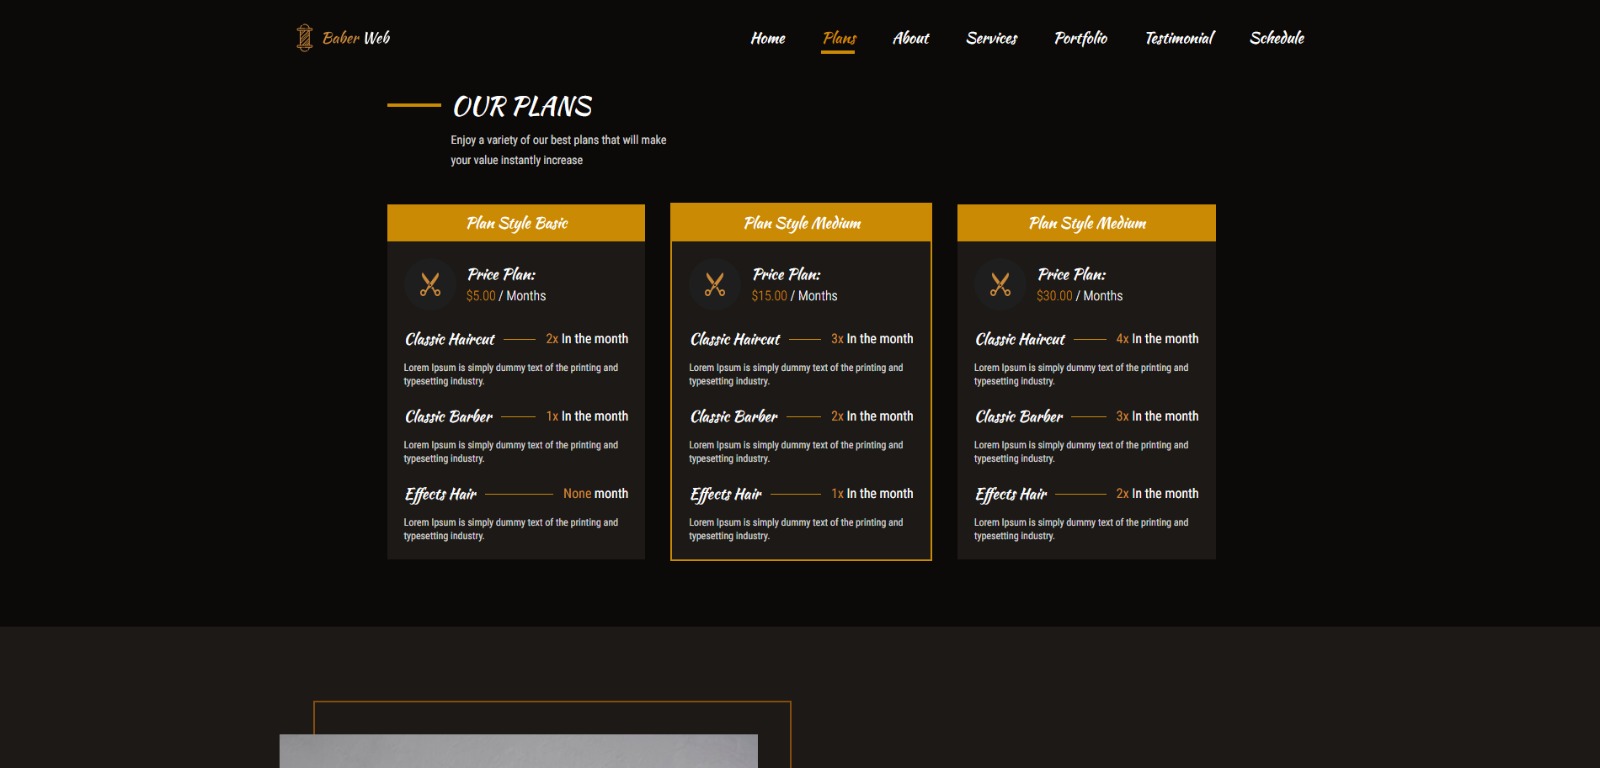 Baber Web
Home Plans About Services Portfolio Testimonial Schedule
OUR PLANS
Enjoy a variety of our best plans that will make
your value instantly increase
Plan Style Basic
Price Plan:
$5.00 / Months
Classic Haircut 2x In the month
Lorem Ipsum is simply dummy text of the printing and
typesetting industry.
Classic Barber 1x In the month
Lorem Ipsum is simply dummy text of the printing and
typesetting industry.
Effects Hair None month
Lorem Ipsum is simply dummy text of the printing and
typesetting industry.
Plan Style Medium
Price Plan:
$15.00 / Months
Classic Haircut 3x In the month
Lorem Ipsum is simply dummy text of the printing and
typesetting industry.
Classic Barber 2x In the month
Lorem Ipsum is simply dummy text of the printing and
typesetting industry.
Effects Hair 1x In the month
Lorem Ipsum is simply dummy text of the printing and
typesetting industry.
Plan Style Medium
Price Plan:
$30.00 / Months
Classic Haircut 4x In the month
Lorem Ipsum is simply dummy text of the printing and
typesetting industry.
Classic Barber 3x In the month
Lorem Ipsum is simply dummy text of the printing and
typesetting industry.
Effects Hair 2x In the month
Lorem Ipsum is simply dummy text of the printing and
typesetting industry.